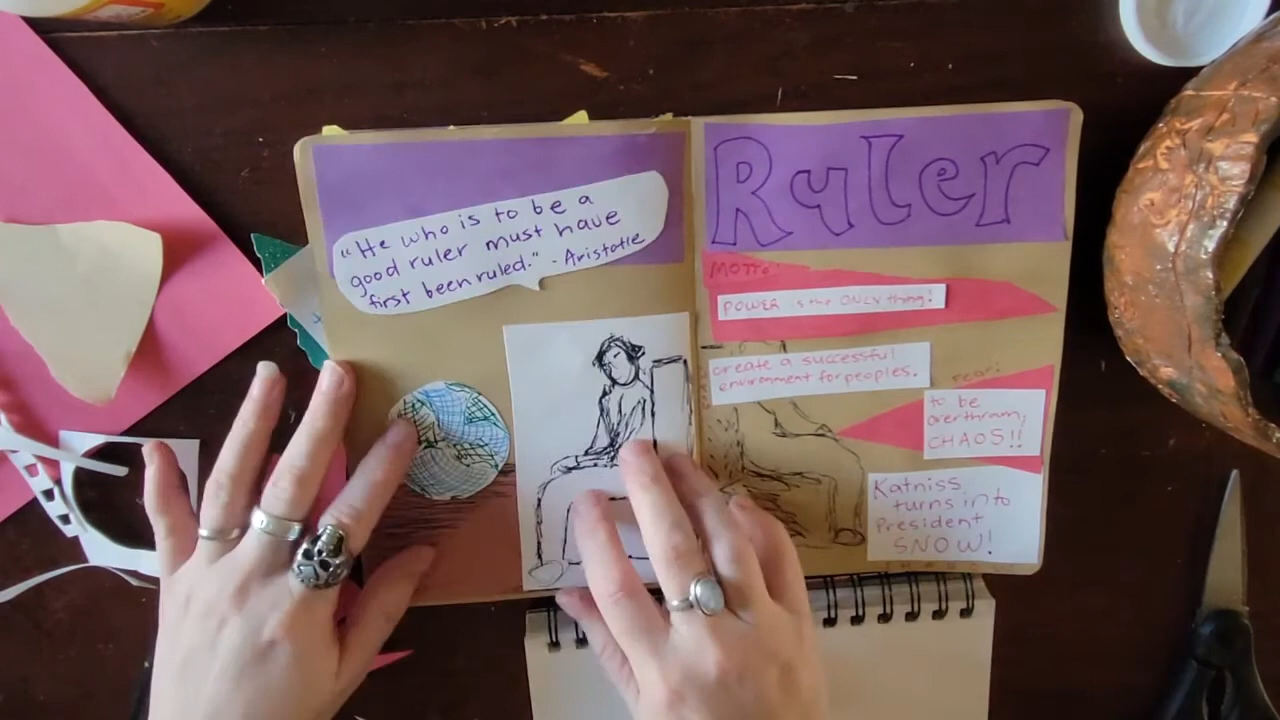 "He who is to be a
good ruler must have
first been ruled." - Aristotle
Ruler
MOTTO:
POWER is the ONLY thing!
create a successful
environment for peoples.
Fear:
to be
overthrown,
CHAOS!!
Katniss
turns into
President
SNOW!